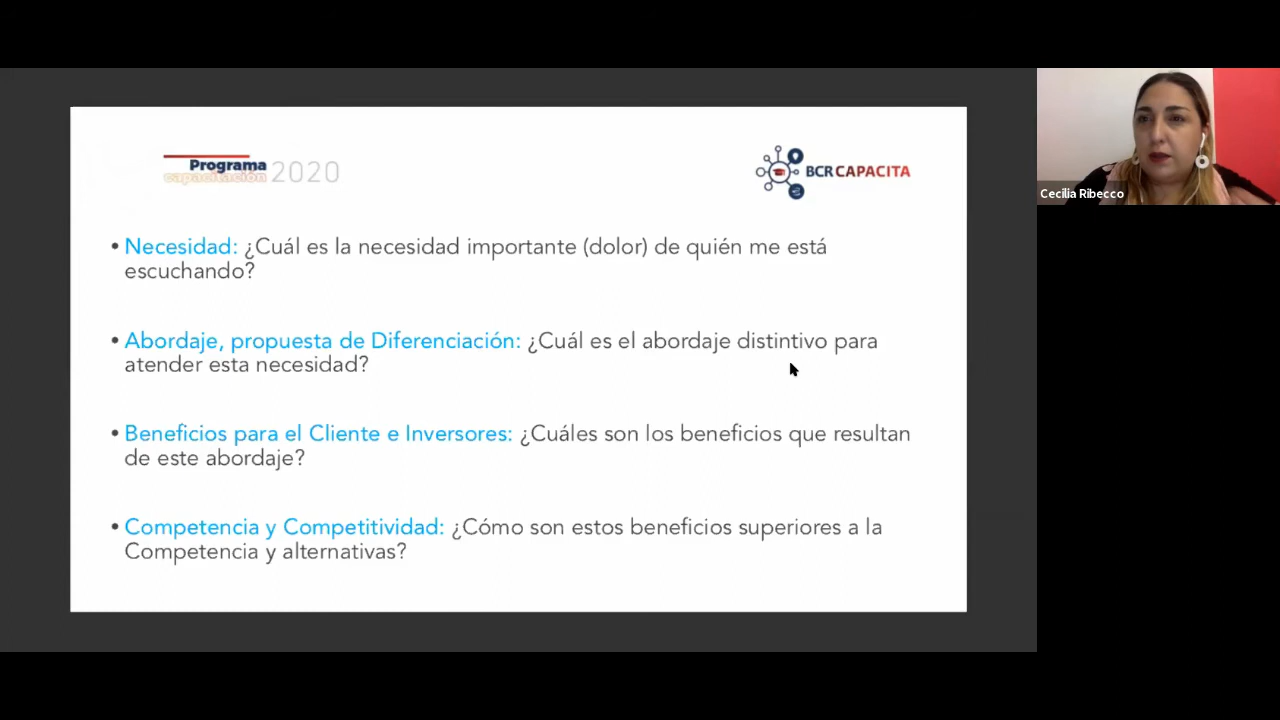 Programa
capacitación 2020
BCR CAPACITA
Cecilia Ribecco
• Necesidad: ¿Cuál es la necesidad importante (dolor) de quién me está
escuchando?
• Abordaje, propuesta de Diferenciación: ¿Cuál es el abordaje distintivo para
atender esta necesidad?
• Beneficios para el Cliente e Inversores: ¿Cuáles son los beneficios que resultan
de este abordaje?
• Competencia y Competitividad: ¿Cómo son estos beneficios superiores a la
Competencia y alternativas?